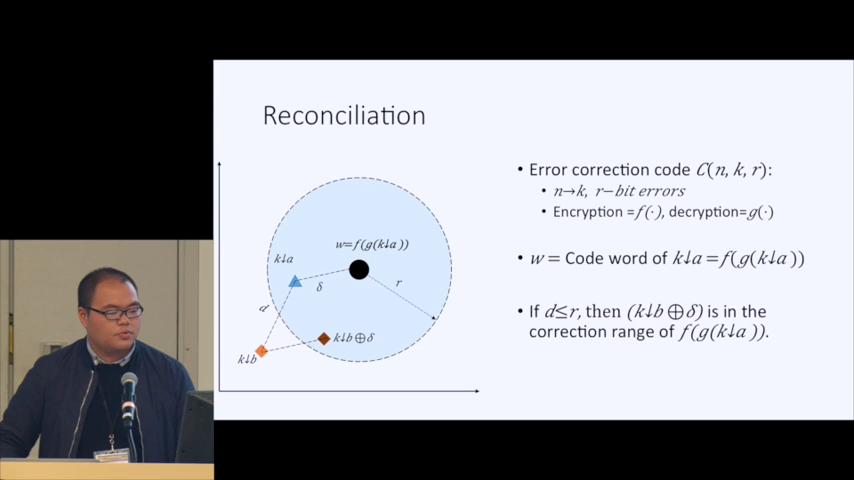 Reconciliation
• Error correction code 𝒞(n, k, r):
• n→k, r−bit errors
• Encryption =f(·), decryption=g(·)
• w = Code word of k↓a =f(g(k↓a ))
• If d≤r, then (k↓b ⊕δ) is in the
correction range of f(g(k↓a )).
w=f(g(k↓a ))
k↓a
r
δ
d
k↓b ⊕δ
k↓b